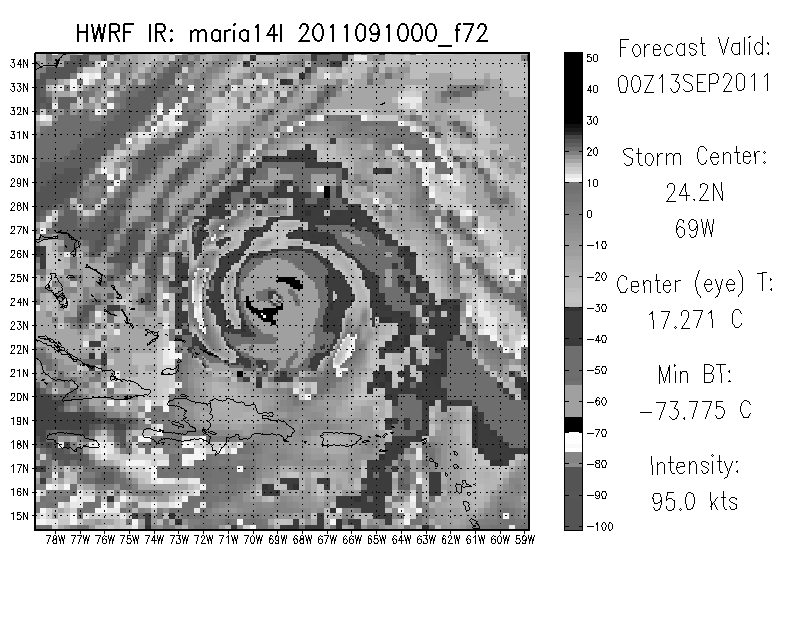 HWRF IR: maria14l 2011091000_f72
34N
33N
32N
31N
30N
29N
28N
27N
26N
25N
24N
23N
22N
21N
20N
19N
18N
17N
16N
15N
78W 77W 76W 75W 74W 73W 72W 71W 70W 69W 68W 67W 66W 65W 64W 63W 62W 61W 60W 59W
50
40
30
20
10
0
-10
-20
-30
-40
-50
-60
-70
-80
-90
-100
Forecast Valid:
00Z13SEP2011
Storm Center:
24.2N
69W
Center (eye) T:
17.271 C
Min BT:
-73.775 C
Intensity:
95.0 kts